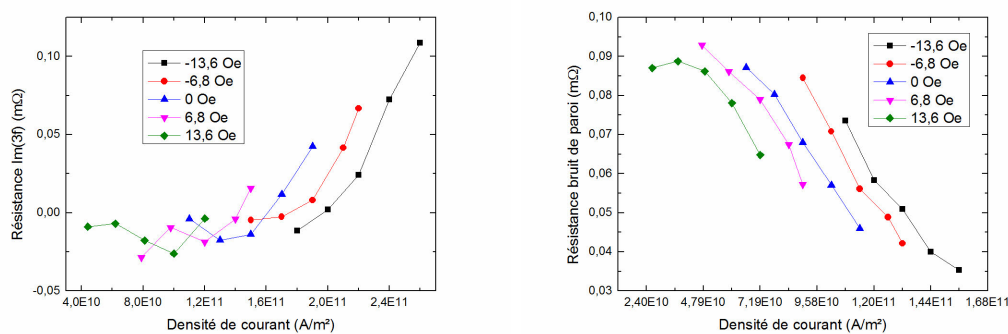 0,10
0,05
0,00
-0,05
Résistance Im(3f) (mΩ)
-13,6 Oe
-6,8 Oe
0 Oe
6,8 Oe
13,6 Oe
4,0E10 8,0E10 1,2E11 1,6E11 2,0E11 2,4E11
Densité de courant (A/m²)
0,10
0,09
0,08
0,07
0,06
0,05
0,04
0,03
Résistance bruit de paroi (mΩ)
-13,6 Oe
-6,8 Oe
0 Oe
6,8 Oe
13,6 Oe
2,40E10 4,79E10 7,19E10 9,58E10 1,20E11 1,44E11 1,68E11
Densité de courant (A/m²)